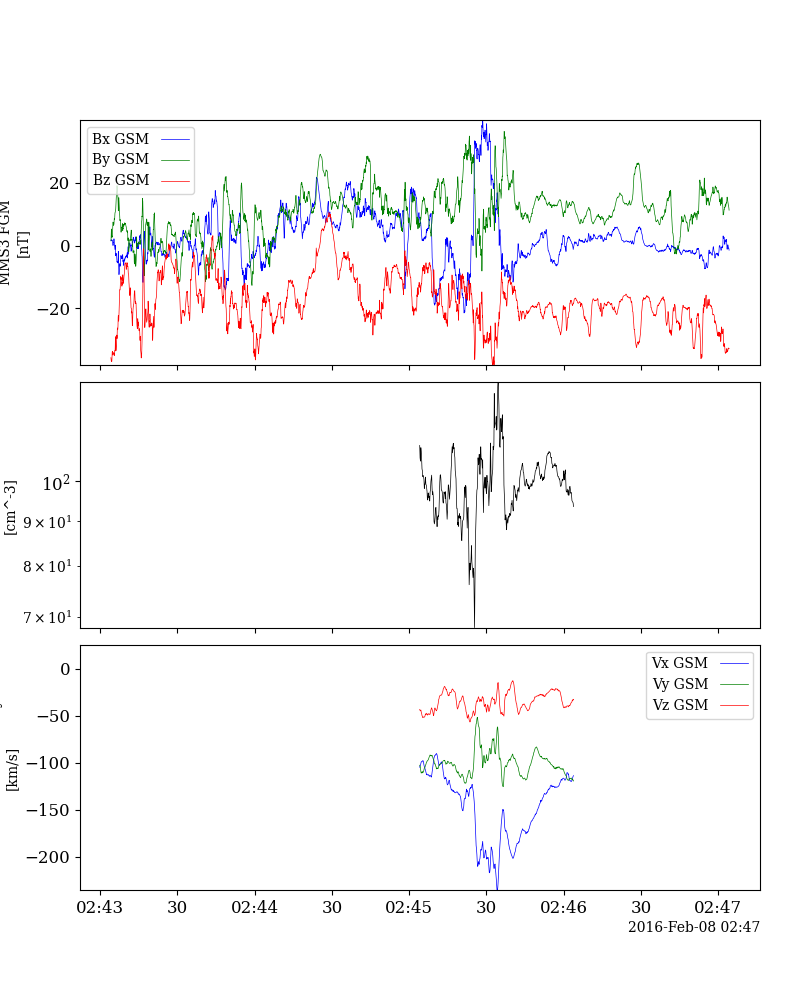 Bx GSM
By GSM
Bz GSM
20
0
−20
MMS3 FGM
[nT]
10²
9 × 10¹
8 × 10¹
7 × 10¹
[cm^-3]
Vx GSM
Vy GSM
Vz GSM
0
−50
−100
−150
−200
[km/s]
02:43 30 02:44 30 02:45 30 02:46 30 02:47
2016-Feb-08 02:47